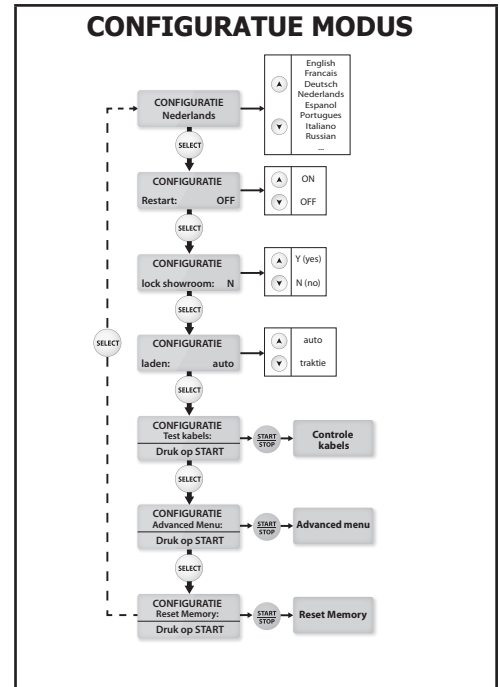 CONFIGURATUE MODUS
CONFIGURATIE
Nederlands
English
Francais
Deutsch
Nederlands
Espanol
Portugues
Italiano
Russian
...
SELECT
CONFIGURATIE
Restart: OFF
ON
OFF
SELECT
CONFIGURATIE
lock showroom: N
Y (yes)
N (no)
SELECT
SELECT
CONFIGURATIE
laden: auto
auto
traktie
SELECT
CONFIGURATIE
Test kabels:
Druk op START
START
STOP
Controle
kabels
SELECT
CONFIGURATIE
Advanced Menu:
Druk op START
START
STOP
Advanced menu
SELECT
CONFIGURATIE
Reset Memory:
Druk op START
START
STOP
Reset Memory